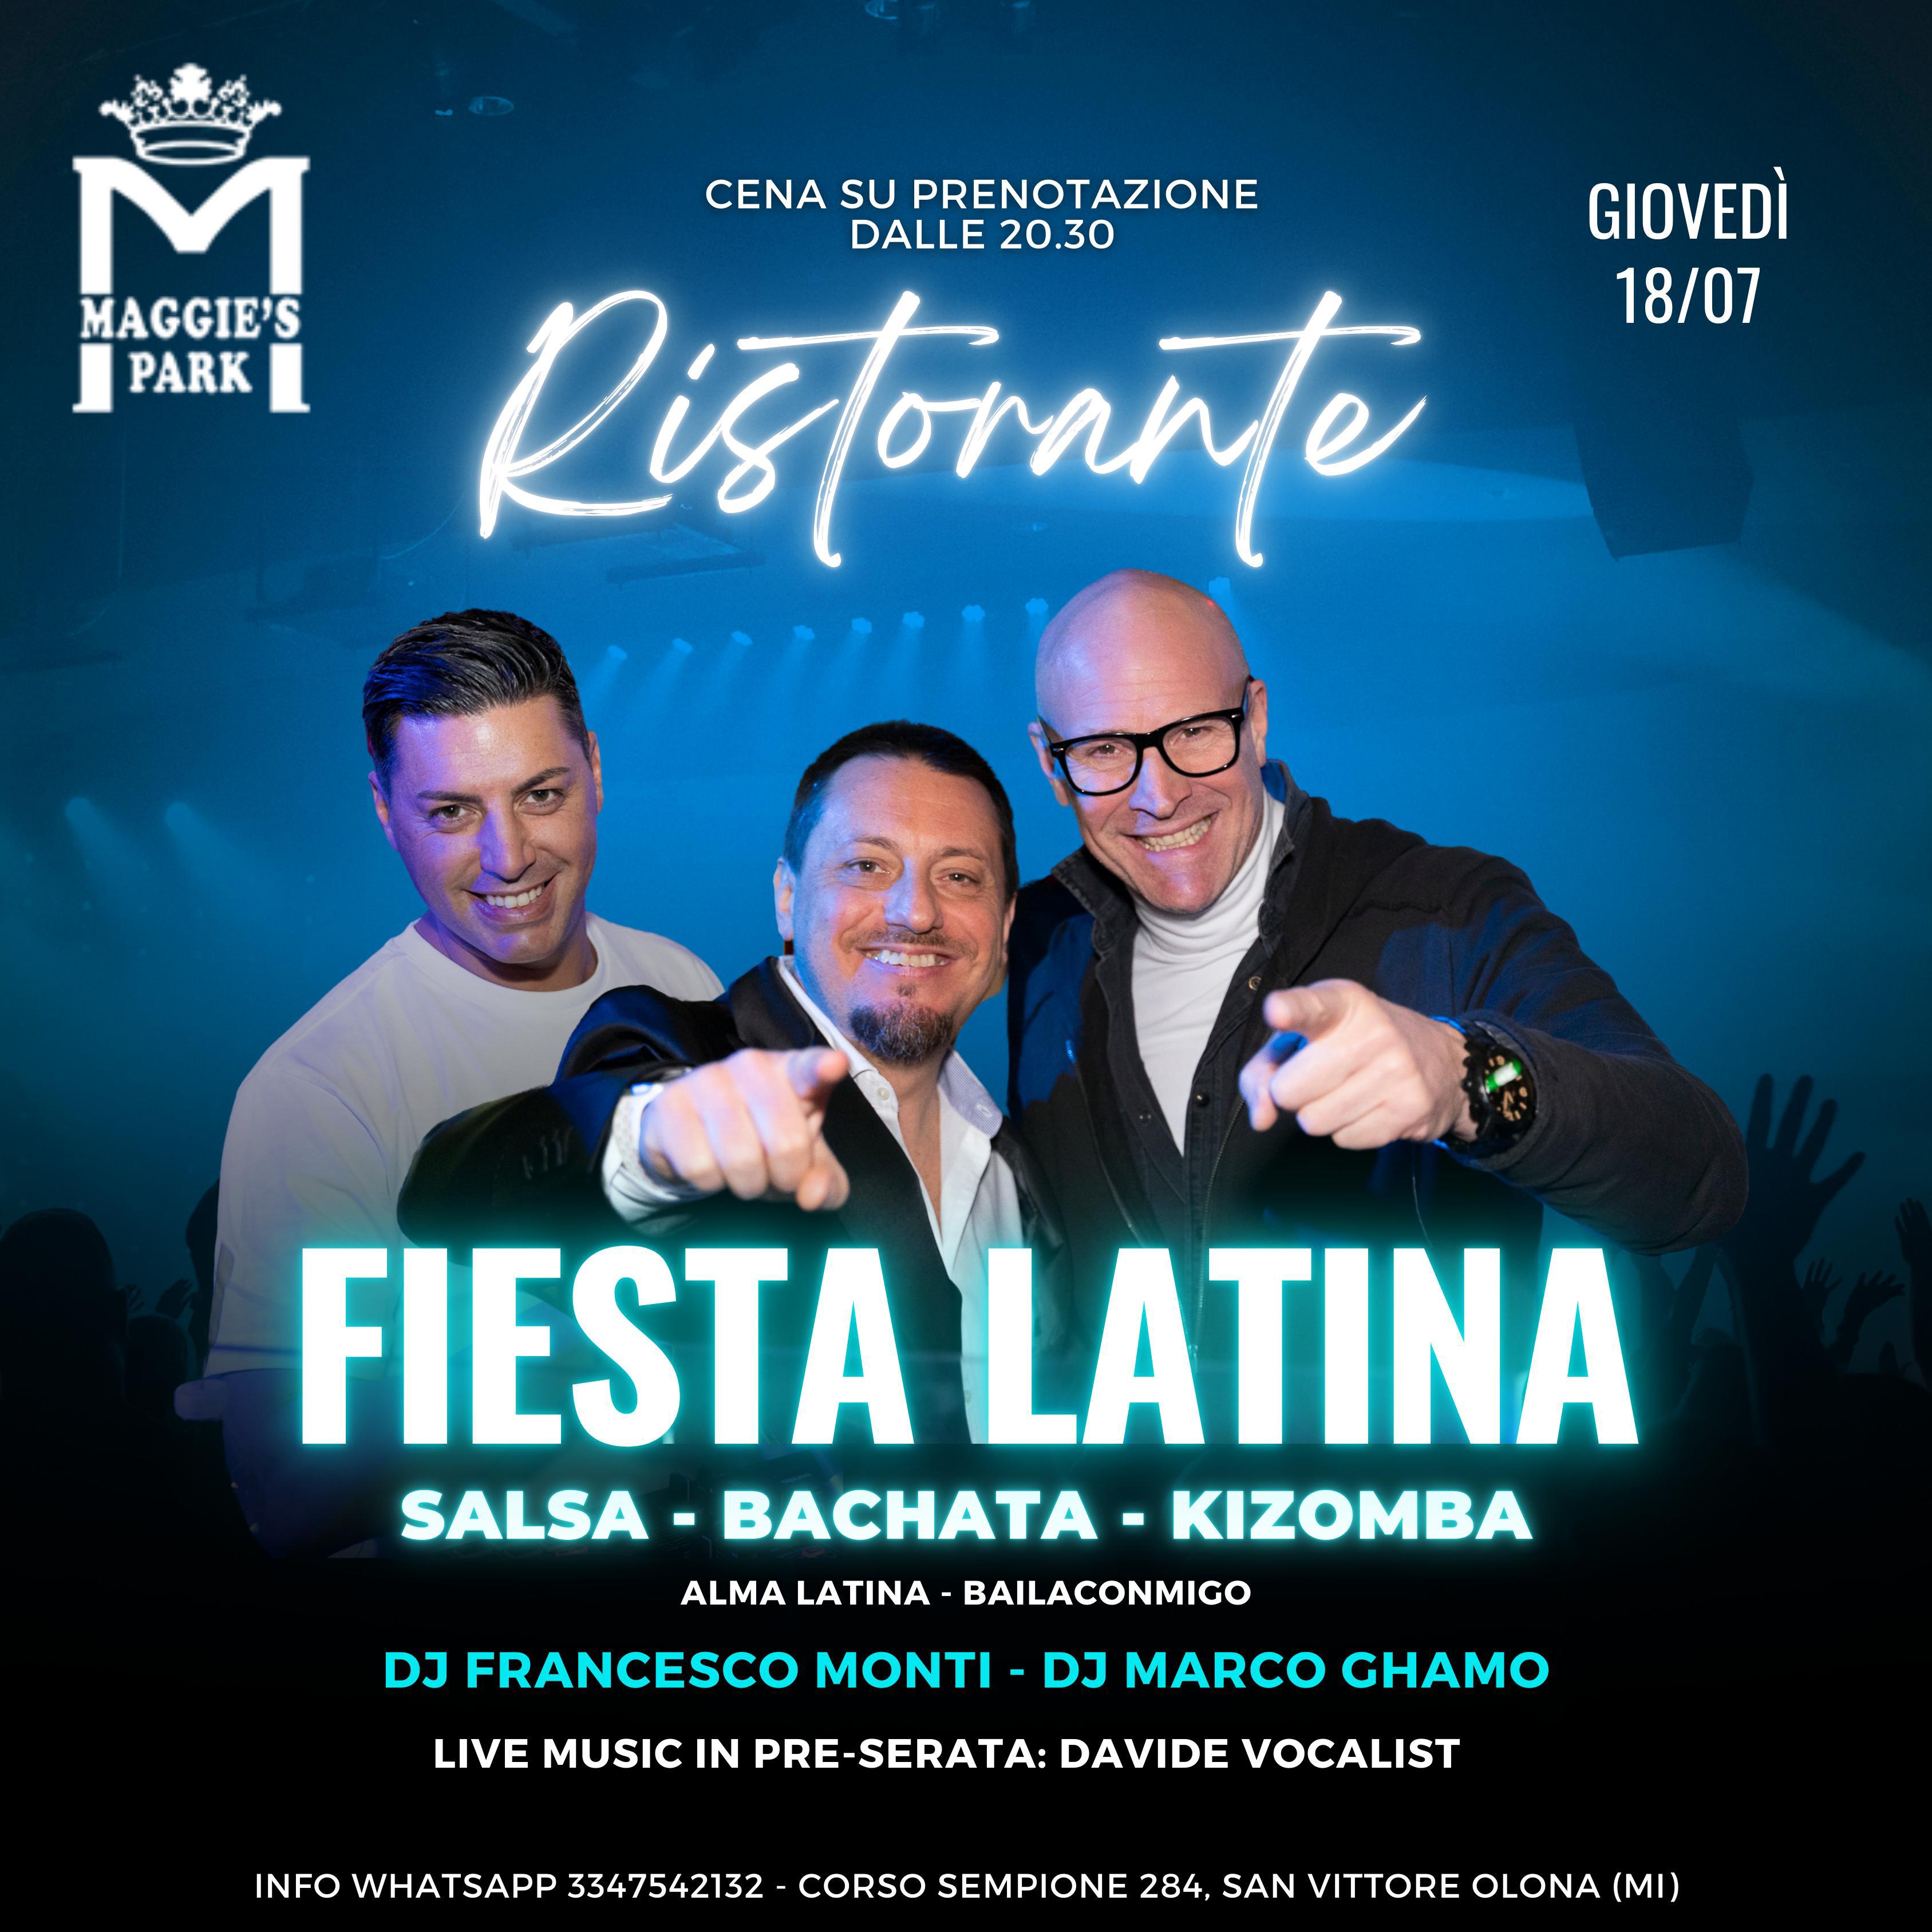 MAGGIE'S
PARK
CENA SU PRENOTAZIONE
DALLE 20.30
GIOVEDÌ
18/07
Ristorante
FIESTA LATINA
SALSA - BACHATA - KIZOMBA
ALMA LATINA - BAILACONMIGO
DJ FRANCESCO MONTI - DJ MARCO GHAMO
LIVE MUSIC IN PRE-SERATA: DAVIDE VOCALIST
INFO WHATSAPP 3347542132 - CORSO SEMPIONE 284, SAN VITTORE OLONA (MI)